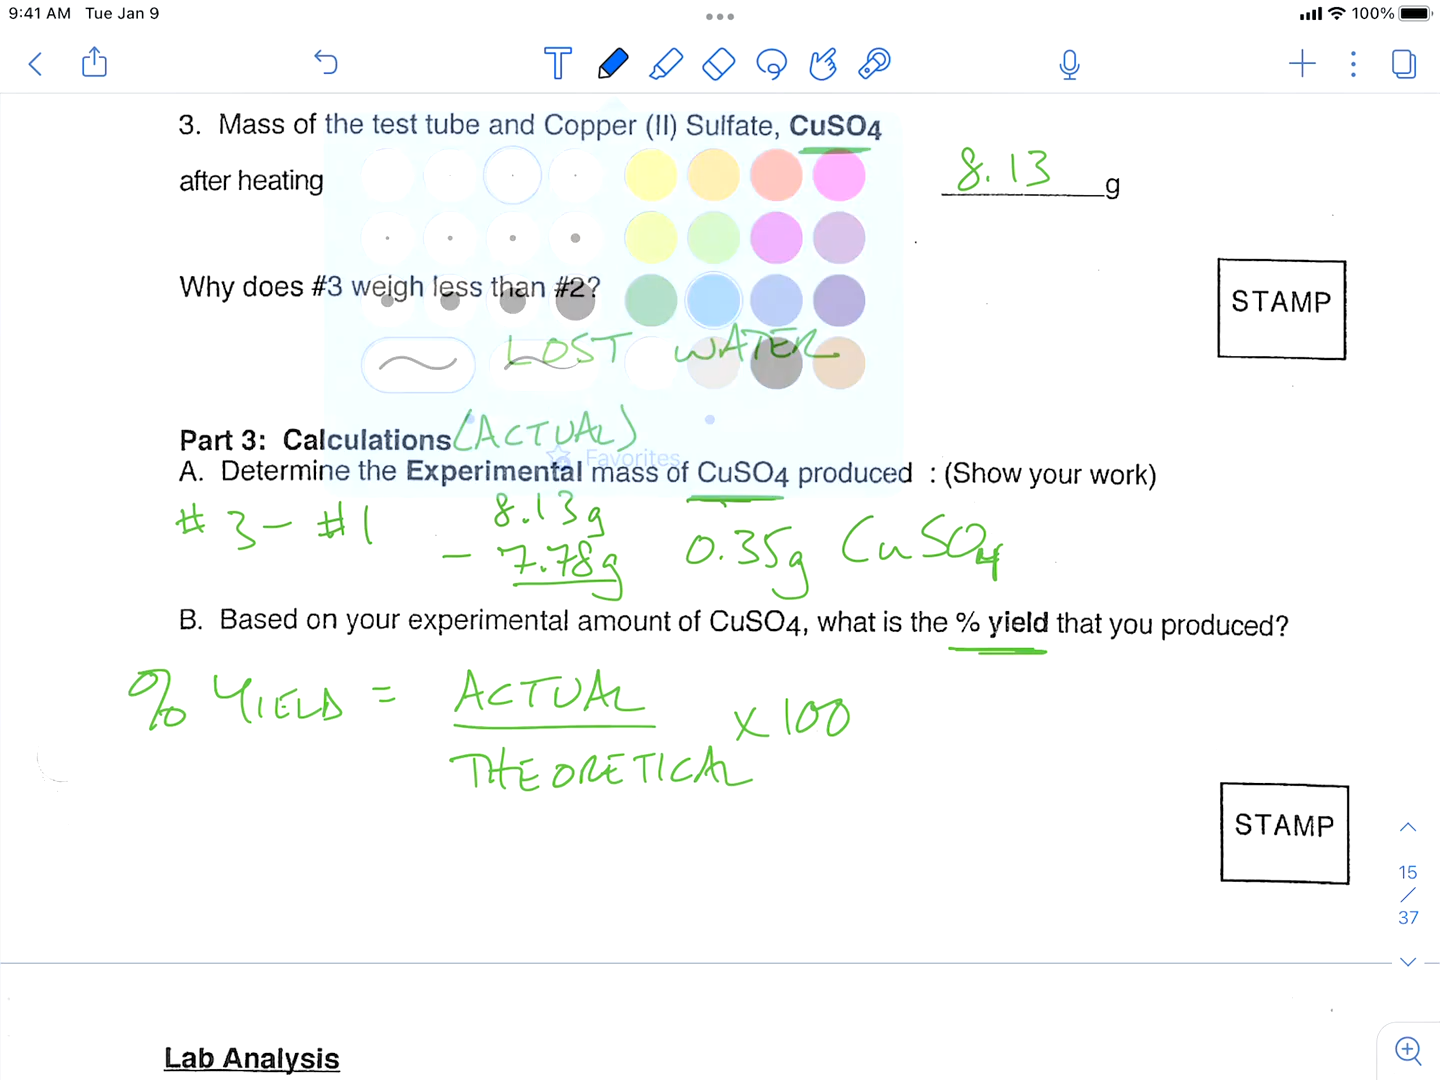 9:41 AM Tue Jan 9
100%
3. Mass of the test tube and Copper (II) Sulfate, CuSO4
after heating
8.13 g
Why does #3 weigh less than #2?
STAMP
LOST WATER
Part 3: Calculations (ACTUAL)
Favorites
A. Determine the Experimental mass of CuSO4 produced : (Show your work)
#3 - #1
8.13g
- 7.78g
0.35g CuSO4
B. Based on your experimental amount of CuSO4, what is the % yield that you produced?
% YIELD = ACTUAL
THEORETICAL
x 100
STAMP
15
/
37
Lab Analysis